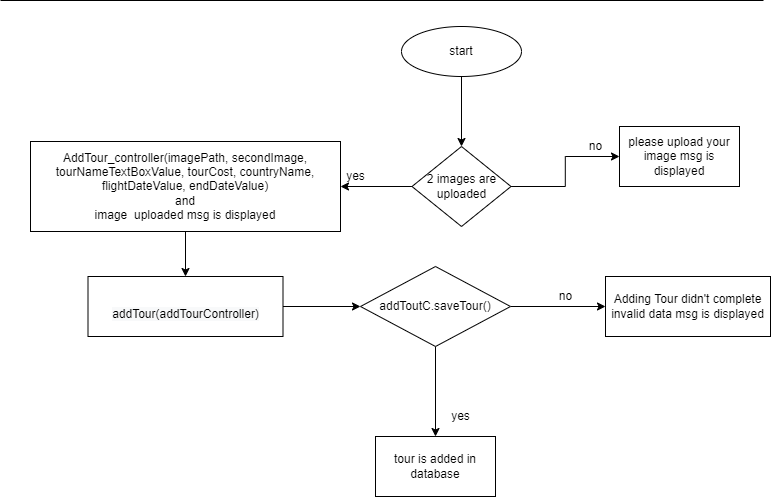 start
no
please upload your
image msg is
displayed
2 images are
uploaded
yes
AddTour_controller(imagePath, secondImage,
tourNameTextBoxValue, tourCost, countryName,
flightDateValue, endDateValue)
and
image  uploaded msg is displayed
addTour(addTourController)
addToutC.saveTour()
no
Adding Tour didn't complete
invalid data msg is displayed
yes
tour is added in
database